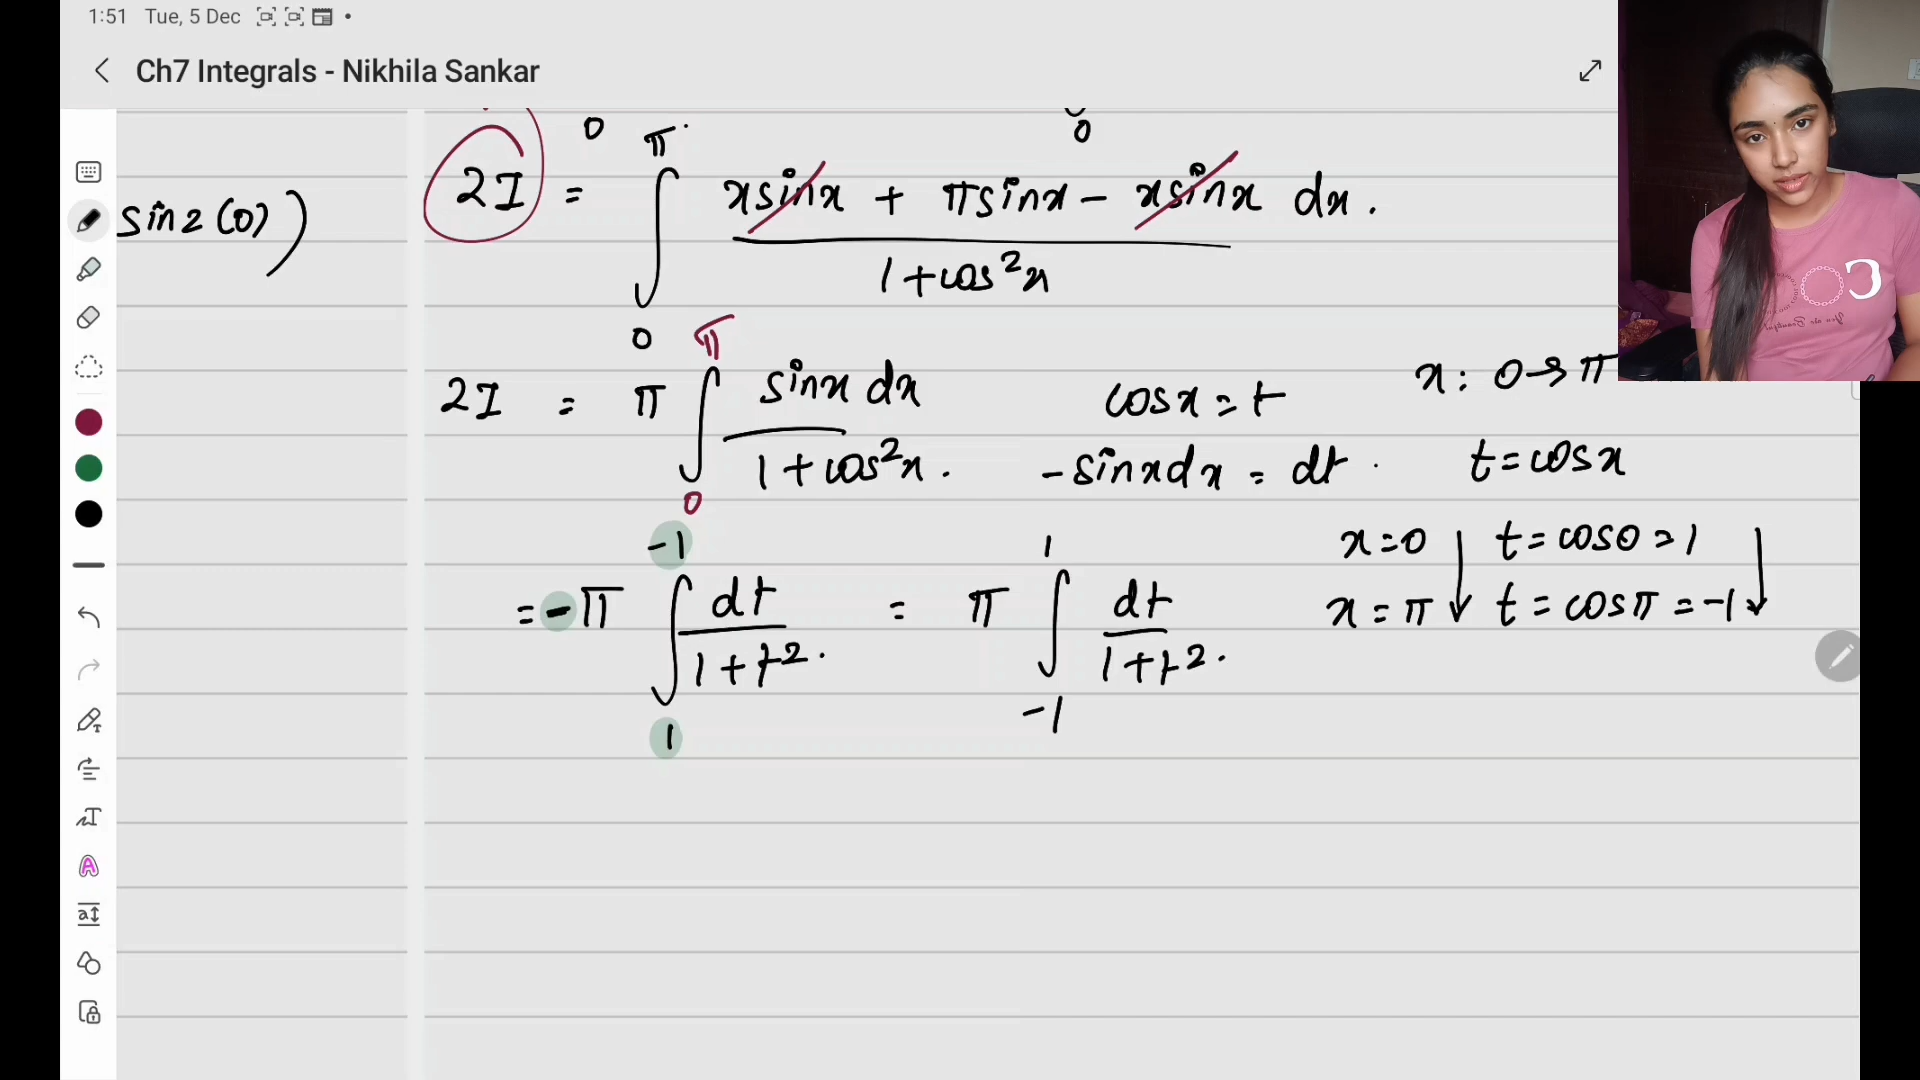 1:51 Tue, 5 Dec
Ch7 Integrals - Nikhila Sankar
0 π 0
sin2(0))
2I = ∫ xsinx + πsinx - xsinx dx.
1+cos²x
0 π
2I = π ∫ sinx dx cosx = t x: 0→π
1+cos²x. -sinxdx = dt. t=cosx
0
-1 1 x=0 t=cos0=1
= -π ∫ dt = π ∫ dt x=π t=cosπ=-1
1+t². 1+t².
1 -1